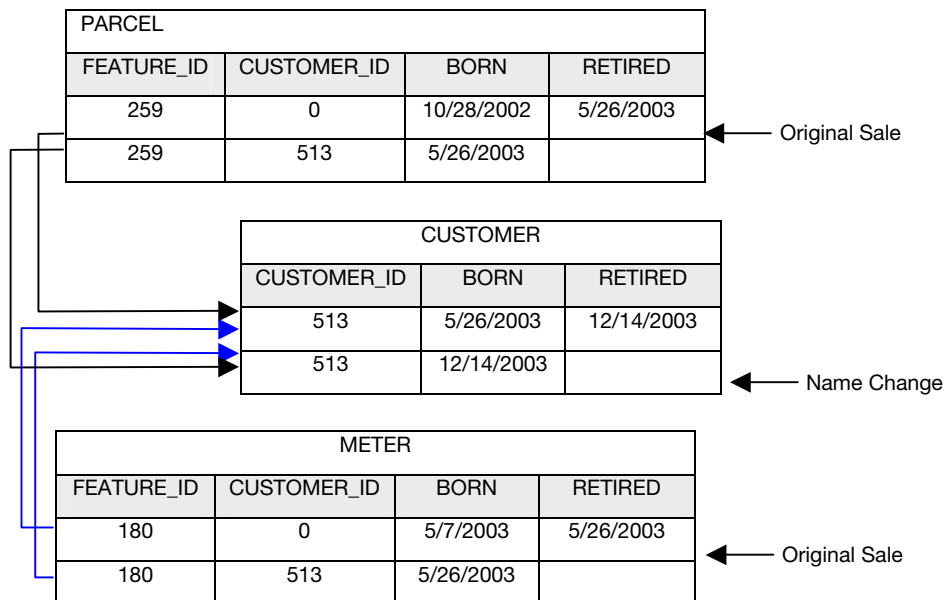 PARCEL
FEATURE_ID CUSTOMER_ID BORN RETIRED
259 0 10/28/2002 5/26/2003
Original Sale
259 513 5/26/2003
CUSTOMER
CUSTOMER_ID BORN RETIRED
513 5/26/2003 12/14/2003
513 12/14/2003
Name Change
METER
FEATURE_ID CUSTOMER_ID BORN RETIRED
180 0 5/7/2003 5/26/2003
Original Sale
180 513 5/26/2003